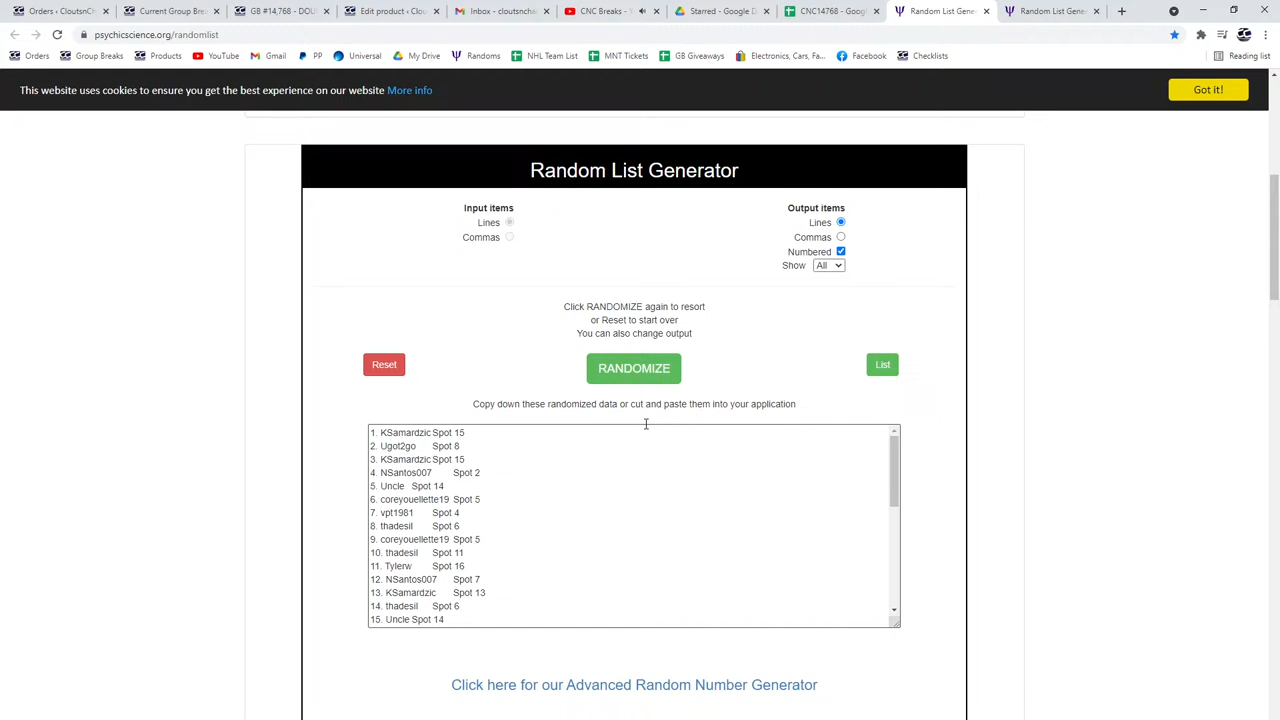 Orders ‹ CloutsnCh
Current Group Bre
GB #14,768 - DOU
Edit product ‹ Clou
Inbox - cloutsncha
CNC Breaks -
Starred - Google D
CNC14768 - Goog
Random List Gene
Random List Gene
psychicscience.org/randomlist
Orders
Group Breaks
Products
YouTube
Gmail
PP
Universal
My Drive
Randoms
NHL Team List
MNT Tickets
GB Giveaways
Electronics, Cars, Fa...
Facebook
Checklists
Reading list
This website uses cookies to ensure you get the best experience on our website More info
Got it!
Random List Generator
Input items
Lines
Commas
Output items
Lines
Commas
Numbered
Show All
Click RANDOMIZE again to resort
or Reset to start over
You can also change output
Reset
RANDOMIZE
List
Copy down these randomized data or cut and paste them into your application
1. KSamardzic Spot 15
2. Ugot2go Spot 8
3. KSamardzic Spot 15
4. NSantos007 Spot 2
5. Uncle Spot 14
6. coreyouellette19 Spot 5
7. vpt1981 Spot 4
8. thadesil Spot 6
9. coreyouellette19 Spot 5
10. thadesil Spot 11
11. Tylerw Spot 16
12. NSantos007 Spot 7
13. KSamardzic Spot 13
14. thadesil Spot 6
15. Uncle Spot 14
Click here for our Advanced Random Number Generator